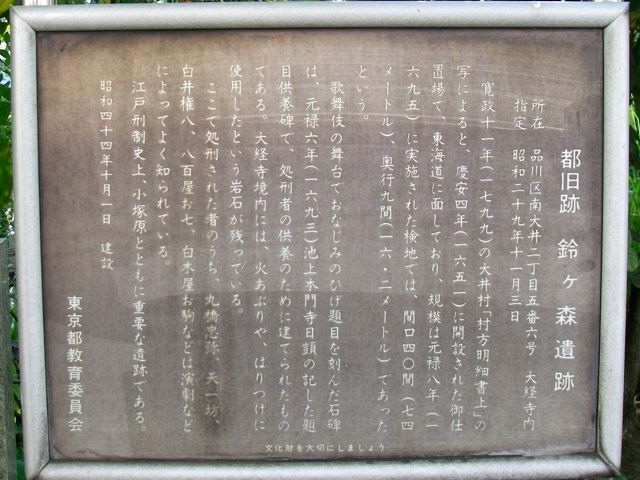 都旧跡 鈴ヶ森遺跡
所在 品川区南大井二丁目五番六号 大経寺内
指定 昭和二十九年十一月三日
寛政十一年(一七九九)の大井村「村方明細書上」の
写によると、慶安四年(一六五一)に開設された御仕
置場で、東海道に面しており、規模は元禄八年(一
六九五)に実施された検地では、間口四〇間(七四
メートル)、奥行九間(一六・二メートル)であった
という。
歌舞伎の舞台でおなじみのひげ題目を刻んだ石碑
は、元禄六年(一六九三)池上本門寺日顗の記した題
目供養碑で、処刑者の供養のために建てられたもの
である。大経寺境内には、火あぶりや、はりつけに
使用したという岩石が残っている。
ここで処刑された者のうち、丸橋忠弥、天一坊、
白井権八、八百屋お七、白木屋お駒などは演劇など
によってよく知られている。
江戸刑制史上、小塚原とともに重要な遺跡である。
昭和四十四年十月一日 建設
東京都教育委員会
文化財を大切にしましょう